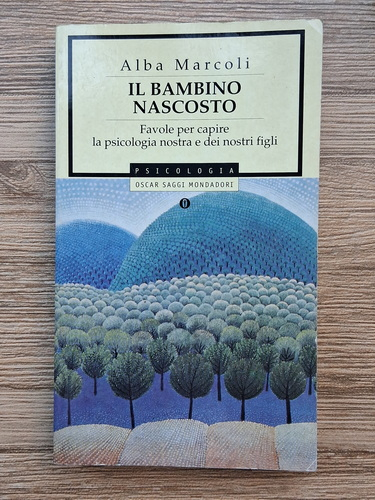 Alba Marcoli
IL BAMBINO
NASCOSTO
Favole per capire
la psicologia nostra e dei nostri figli
PSICOLOGIA
OSCAR SAGGI MONDADORI